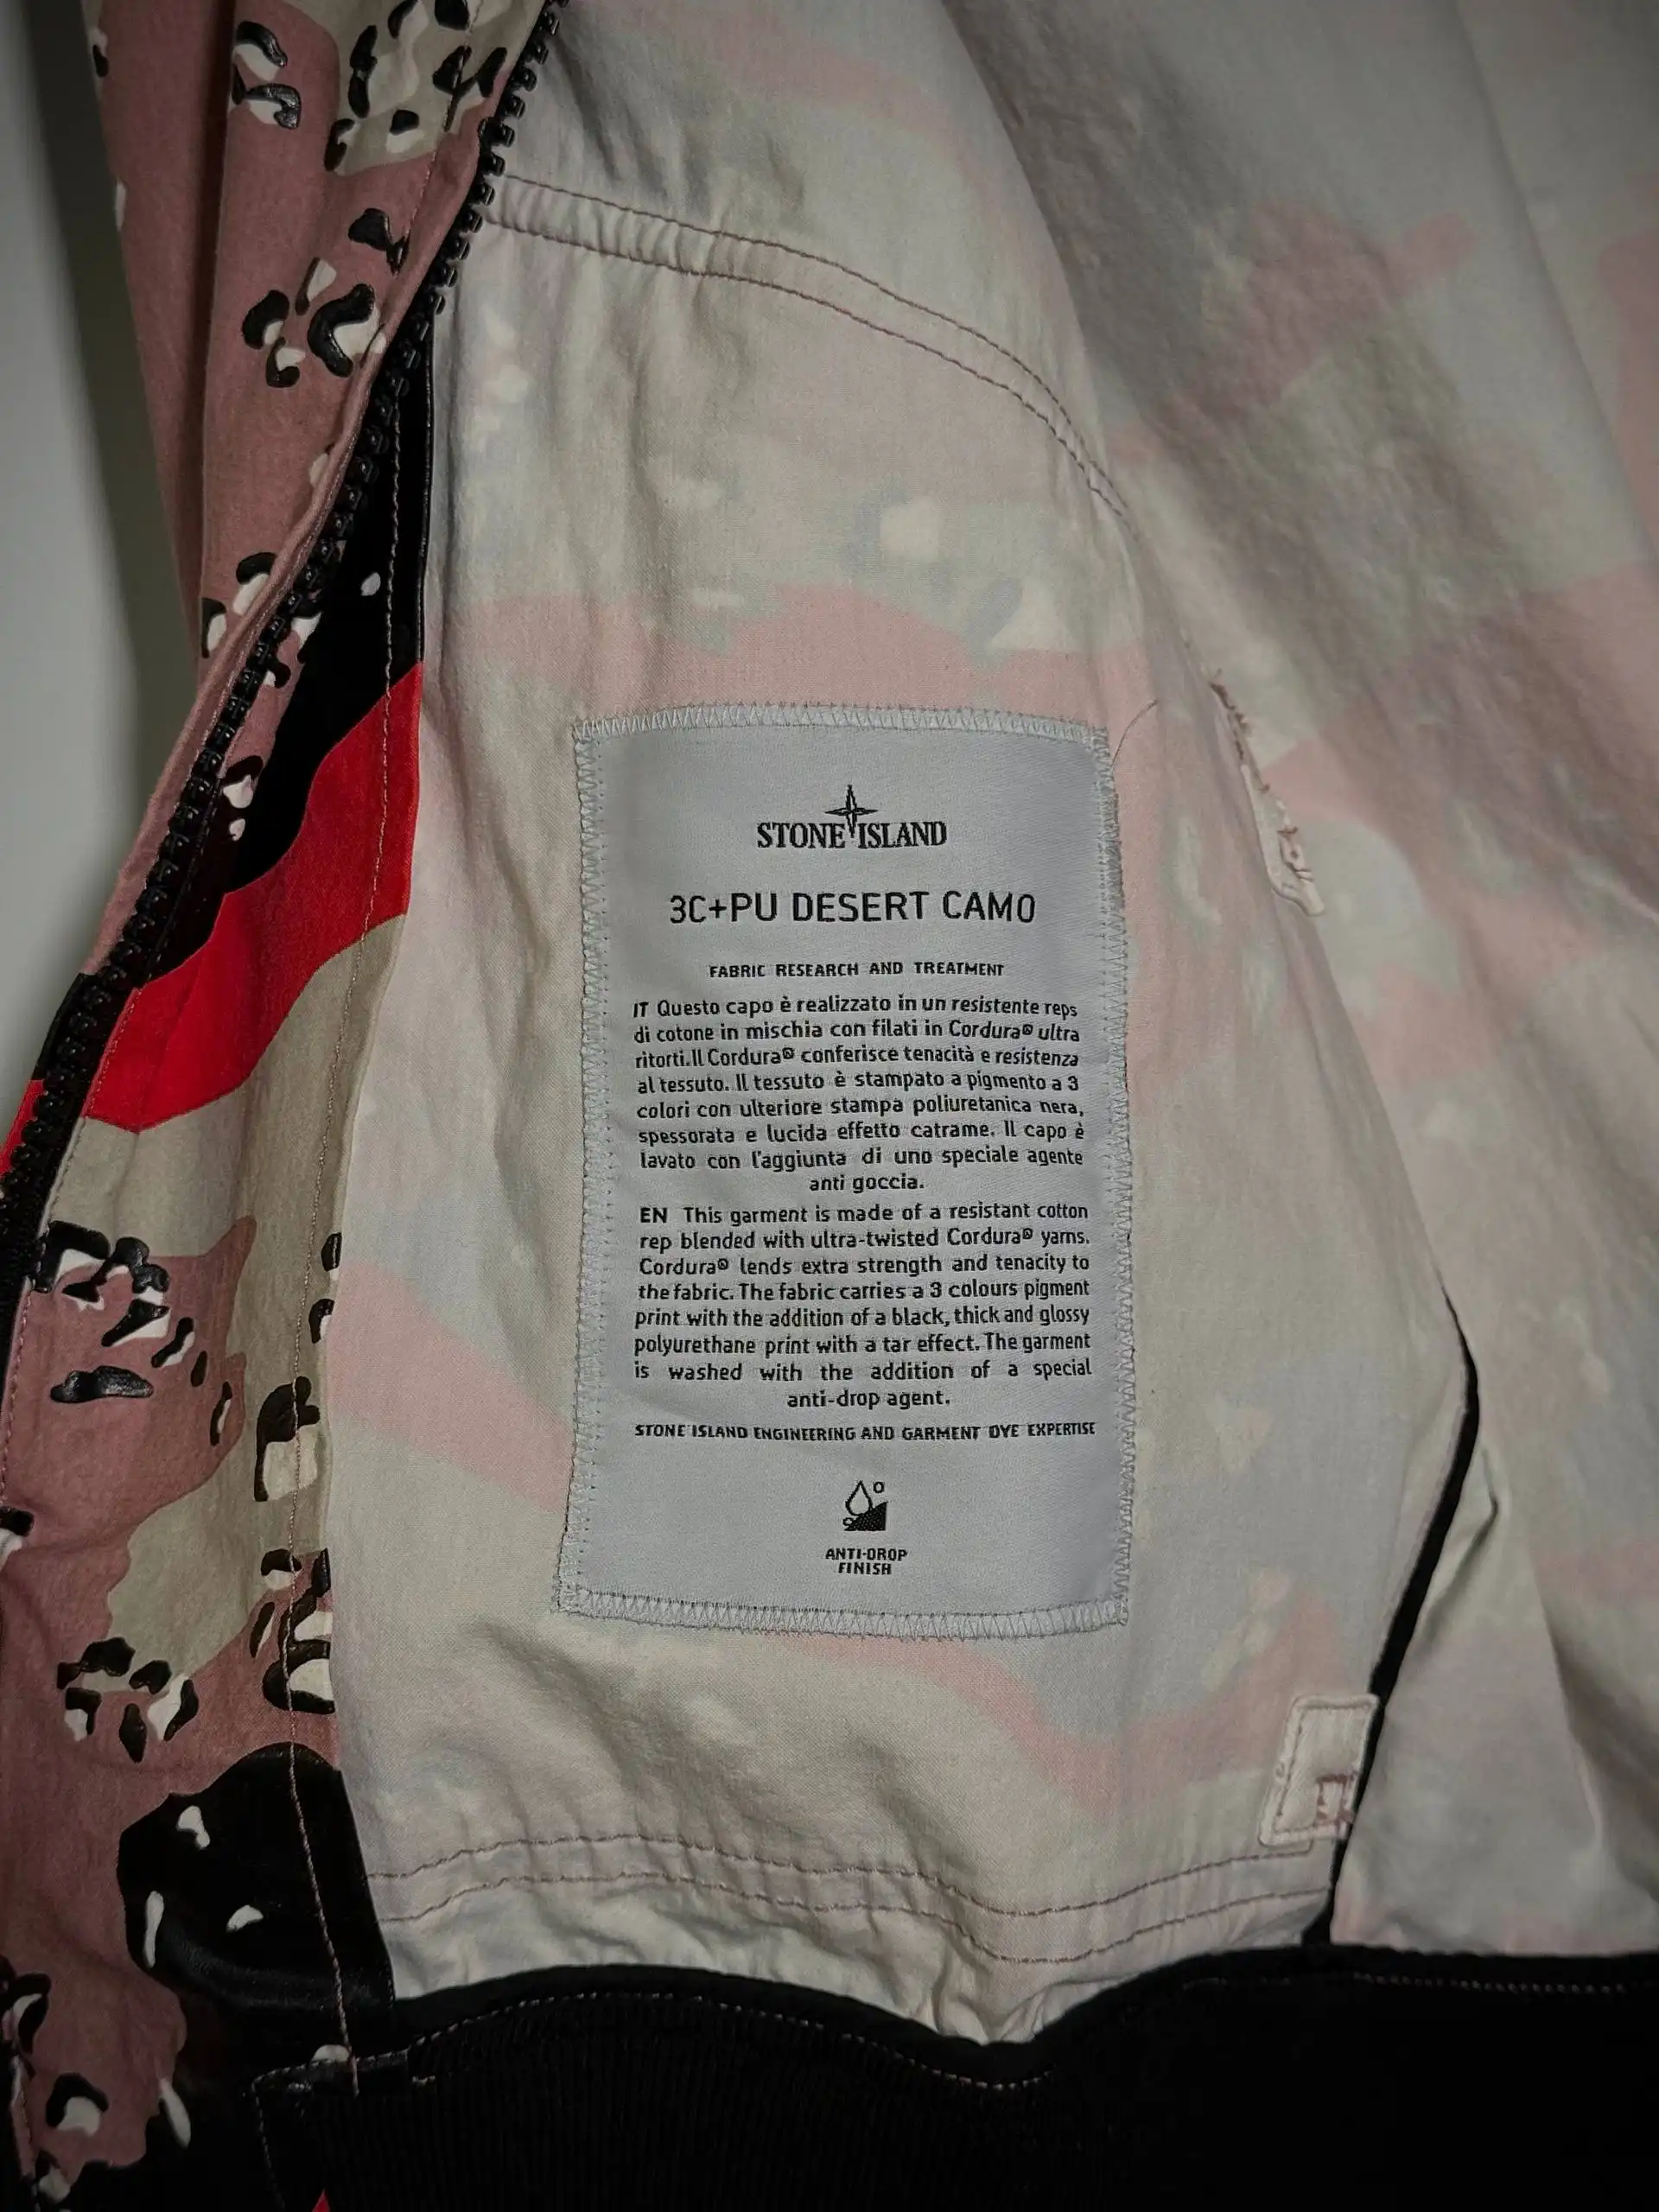 STONE ISLAND
3C+PU DESERT CAMO
FABRIC RESEARCH AND TREATMENT
IT Questo capo è realizzato in un resistente reps
di cotone in mischia con filati in Cordura® ultra
ritorti.Il Cordura® conferisce tenacità e resistenza
al tessuto. Il tessuto è stampato a pigmento a 3
colori con ulteriore stampa poliuretanica nera,
spessorata e lucida effetto catrame. Il capo è
lavato con l'aggiunta di uno speciale agente
anti goccia.
EN This garment is made of a resistant cotton
rep blended with ultra-twisted Cordura® yarns.
Cordura® lends extra strength and tenacity to
the fabric. The fabric carries a 3 colours pigment
print with the addition of a black, thick and glossy
polyurethane print with a tar effect. The garment
is washed with the addition of a special
anti-drop agent.
STONE ISLAND ENGINEERING AND GARMENT DYE EXPERTISE
ANTI-DROP
FINISH